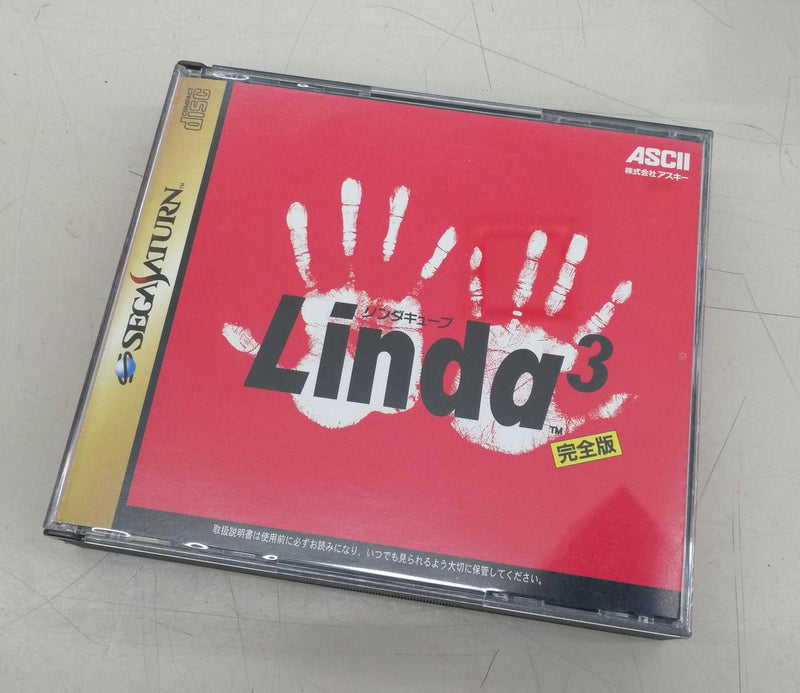 COMPACT
DISC
SEGA SATURN™
ASCII
株式会社アスキー
リンダキューブ
Linda³
™
完全版
取扱説明書は使用前に必ずお読みになり、いつでも見られるよう大切に保管してください。